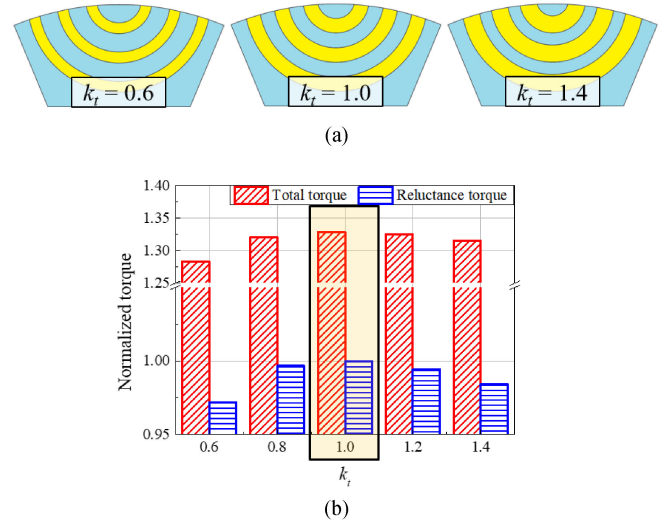 k_t = 0.6 k_t = 1.0 k_t = 1.4
(a)
Total torque Reluctance torque
Normalized torque
1.40
1.35
1.30
1.25
1.00
0.95
0.6 0.8 1.0 1.2 1.4
k_t
(b)